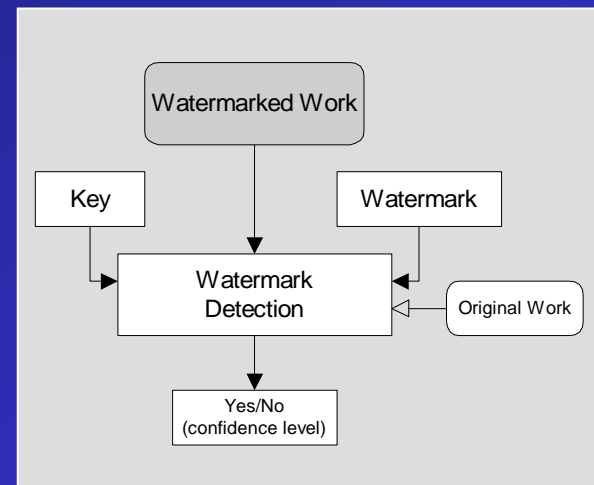 Watermarked Work
Key
Watermark
Watermark
Detection
Original Work
Yes/No
(confidence level)